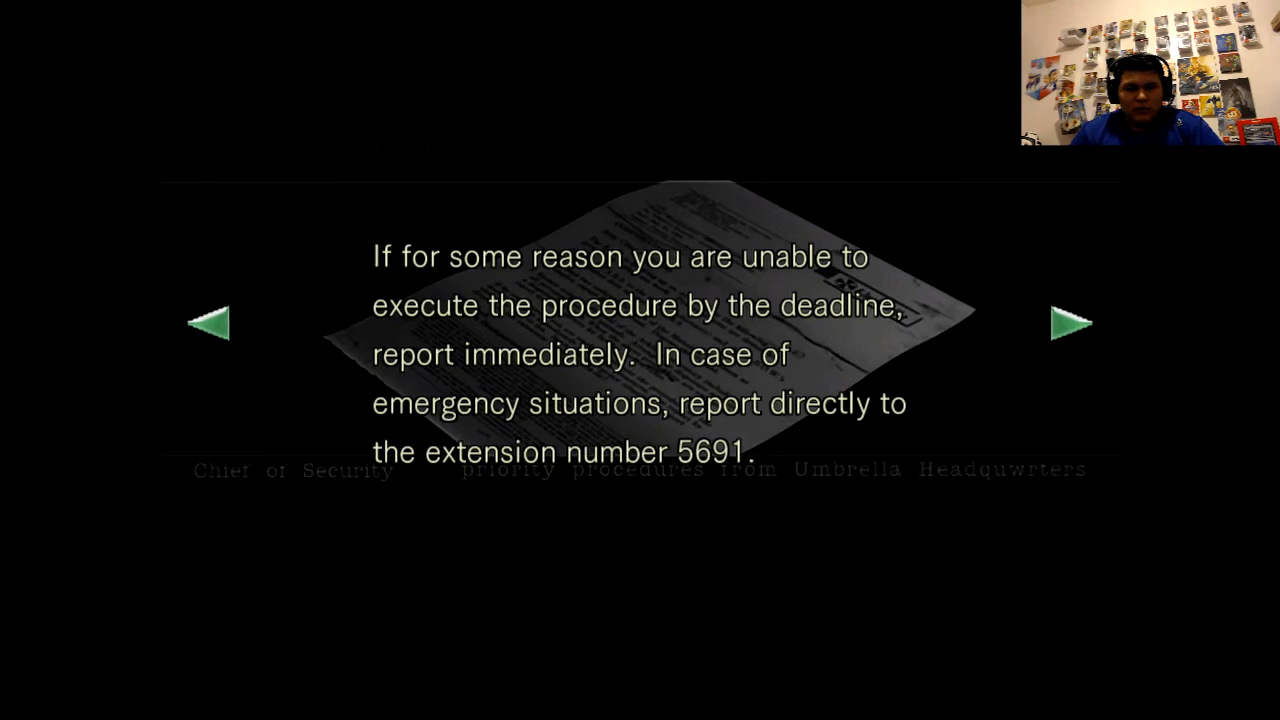 If for some reason you are unable to
execute the procedure by the deadline,
report immediately.  In case of
emergency situations, report directly to
the extension number 5691.
Chief of Security priority procedures from Umbrella Headquwrters